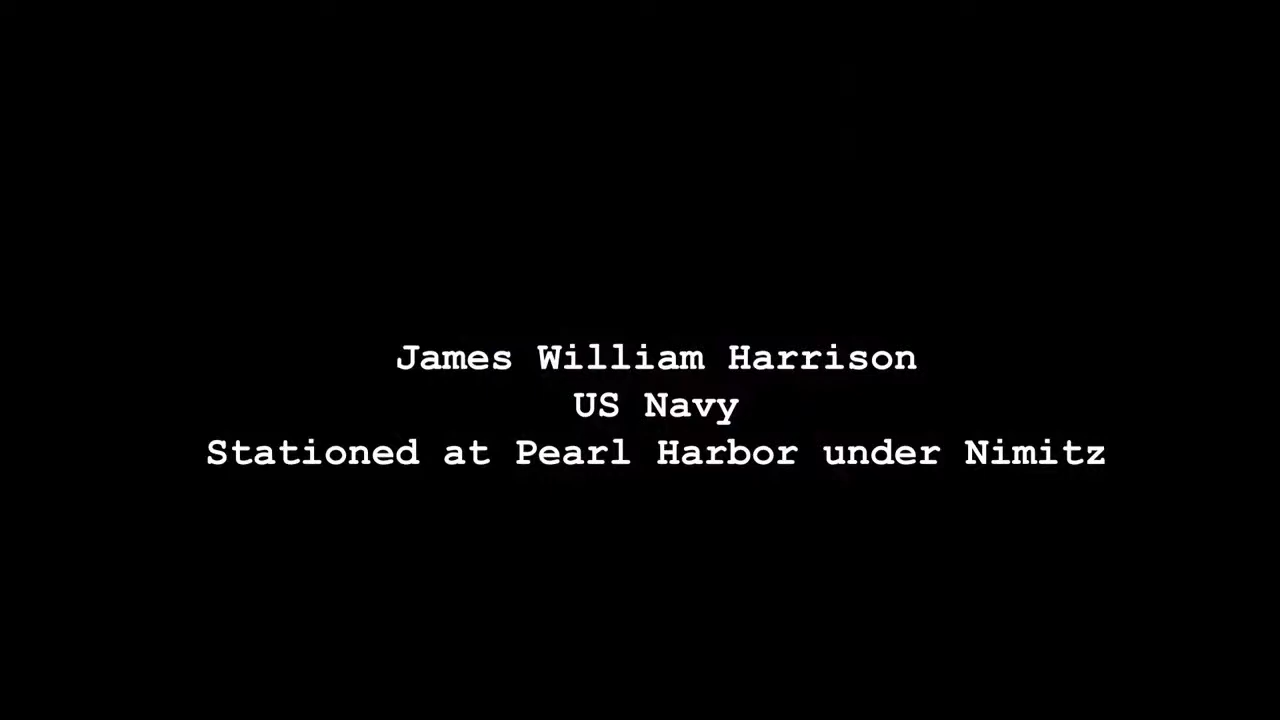 James William Harrison
US Navy
Stationed at Pearl Harbor under Nimitz